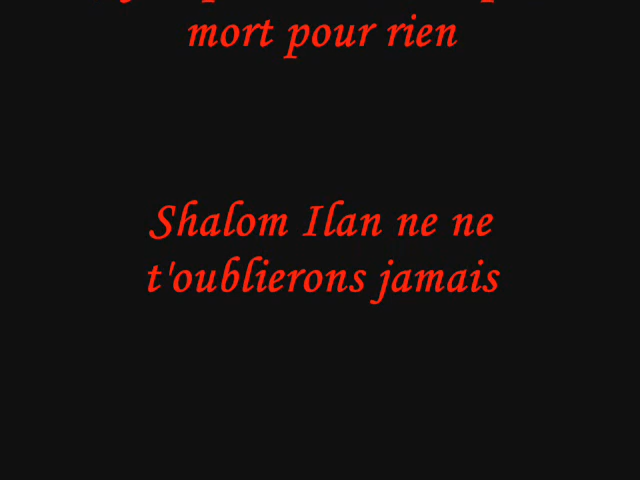 mort pour rien
Shalom Ilan ne ne
t'oublierons jamais